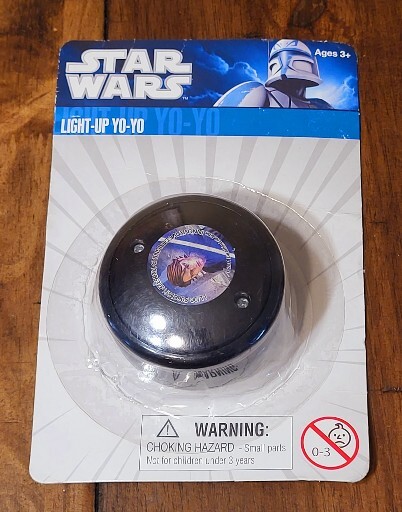 STAR
WARS
Ages 3+
LIGHT-UP YO-YO
WARNING:
CHOKING HAZARD - Small parts
Not for children under 3 years
0-3